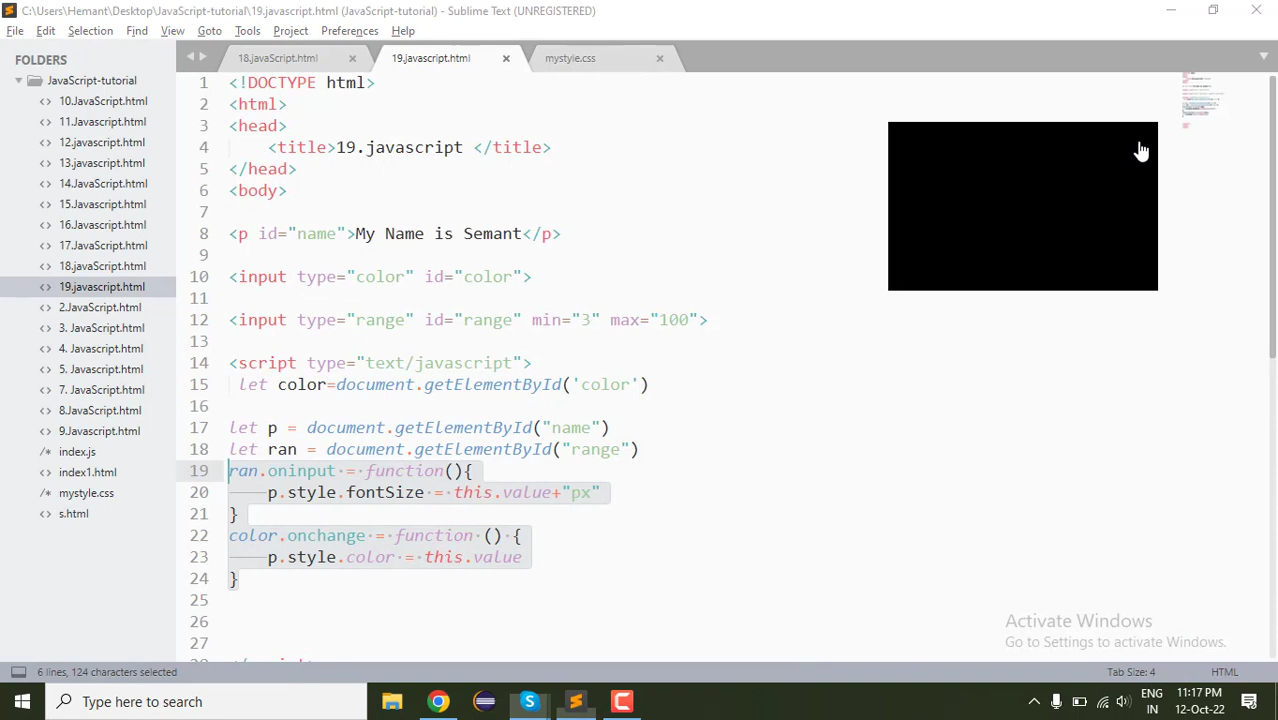 C:\Users\Hemant\Desktop\JavaScript-tutorial\19.javascript.html (JavaScript-tutorial) - Sublime Text (UNREGISTERED)
File Edit Selection Find View Goto Tools Project Preferences Help
FOLDERS
JavaScript-tutorial
10.JavaScript.html
11.Javascript.html
12.javascript.html
13.javascript.html
14.JavaScript.html
15.Javascript.html
16.Javascript.html
17.JavaScript.html
18.javaScript.html
19.javascript.html
2.JavaScript.html
3. JavaScript.html
4. Javascript.html
5. Javascript.html
7. JavaScript.html
8.JavaScript.html
9.Javascript.html
index.js
index1.html
mystyle.css
s.html
18.javaScript.html
19.javascript.html
mystyle.css
1 <!DOCTYPE html>
2 <html>
3 <head>
4 <title>19.javascript </title>
5 </head>
6 <body>
7
8 <p id="name">My Name is Semant</p>
9
10 <input type="color" id="color">
11
12 <input type="range" id="range" min="3" max="100">
13
14 <script type="text/javascript">
15 let color=document.getElementById('color')
16
17 let p = document.getElementById("name")
18 let ran = document.getElementById("range")
19 ran.oninput = function(){
20 p.style.fontSize = this.value+"px"
21 }
22 color.onchange = function () {
23 p.style.color = this.value
24 }
25
26
27
Activate Windows
Go to Settings to activate Windows.
6 lines, 124 characters selected
Tab Size: 4
HTML
Type here to search
ENG
IN
11:17 PM
12-Oct-22